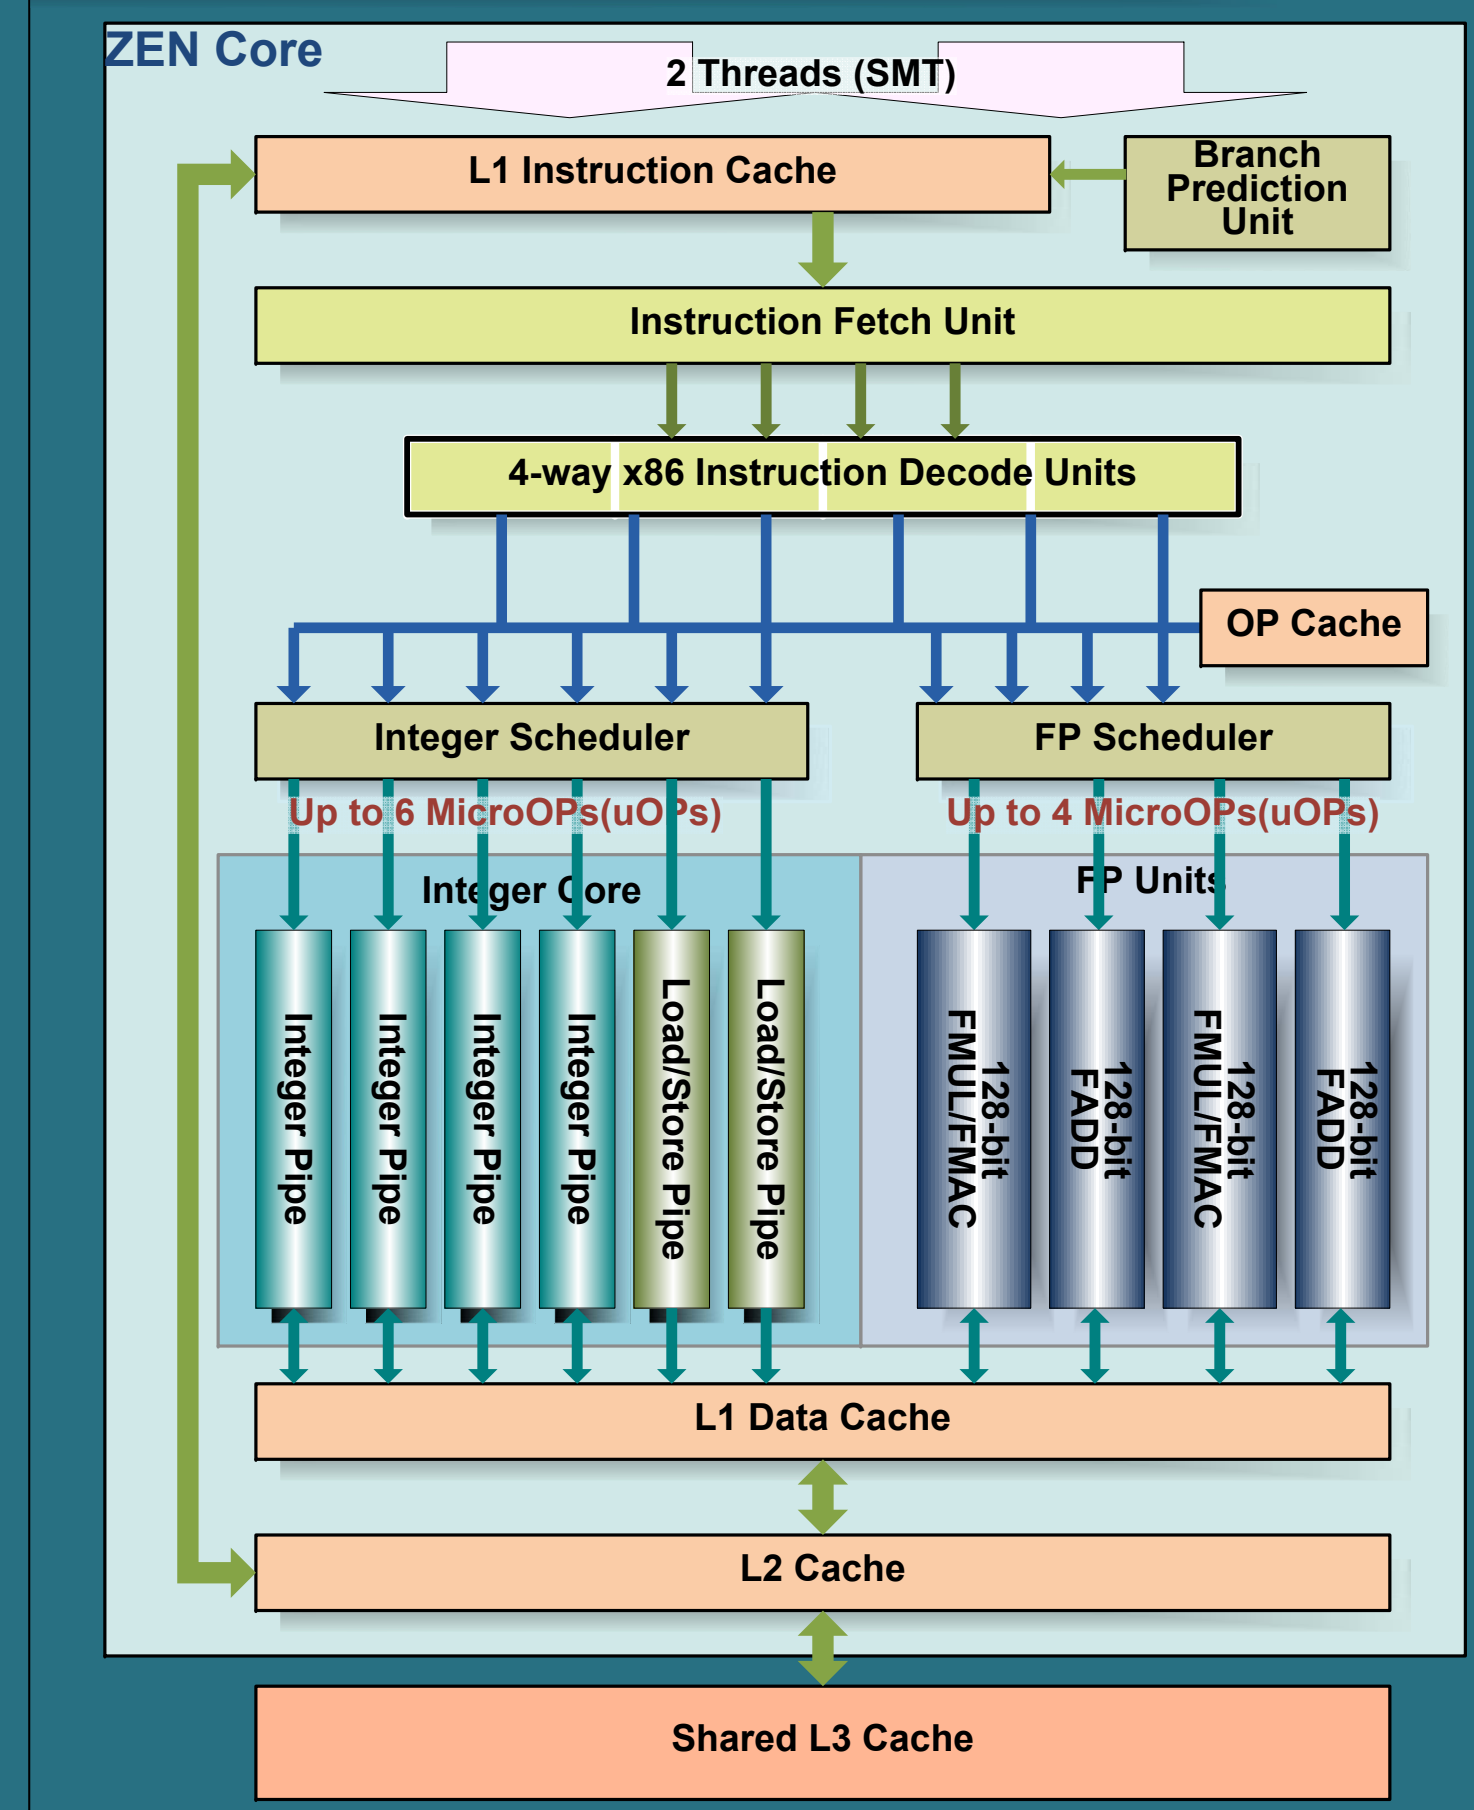 ZEN Core
2 Threads (SMT)
L1 Instruction Cache
Branch
Prediction
Unit
Instruction Fetch Unit
4-way x86 Instruction Decode Units
OP Cache
Integer Scheduler
FP Scheduler
Up to 6 MicroOPs(uOPs)
Up to 4 MicroOPs(uOPs)
Integer Core
FP Units
Integer Pipe
Integer Pipe
Integer Pipe
Integer Pipe
Load/Store Pipe
Load/Store Pipe
128-bit
FMUL/FMAC
128-bit
FADD
128-bit
FMUL/FMAC
128-bit
FADD
L1 Data Cache
L2 Cache
Shared L3 Cache